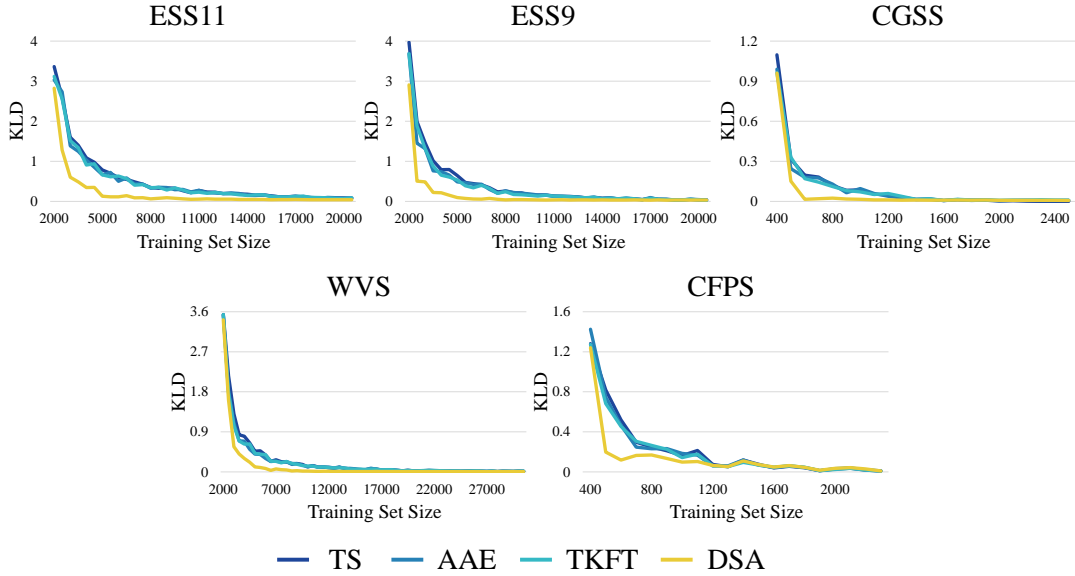 ESS11
ESS9
CGSS
4
3
2
1
0
KLD
2000 5000 8000 11000 14000 17000 20000
Training Set Size
4
3
2
1
0
KLD
2000 5000 8000 11000 14000 17000 20000
Training Set Size
1.2
0.9
0.6
0.3
0
KLD
400 800 1200 1600 2000 2400
Training Set Size
WVS
CFPS
3.6
2.7
1.8
0.9
0
KLD
2000 7000 12000 17000 22000 27000
Training Set Size
1.6
1.2
0.8
0.4
0
KLD
400 800 1200 1600 2000
Training Set Size
TS AAE TKFT DSA